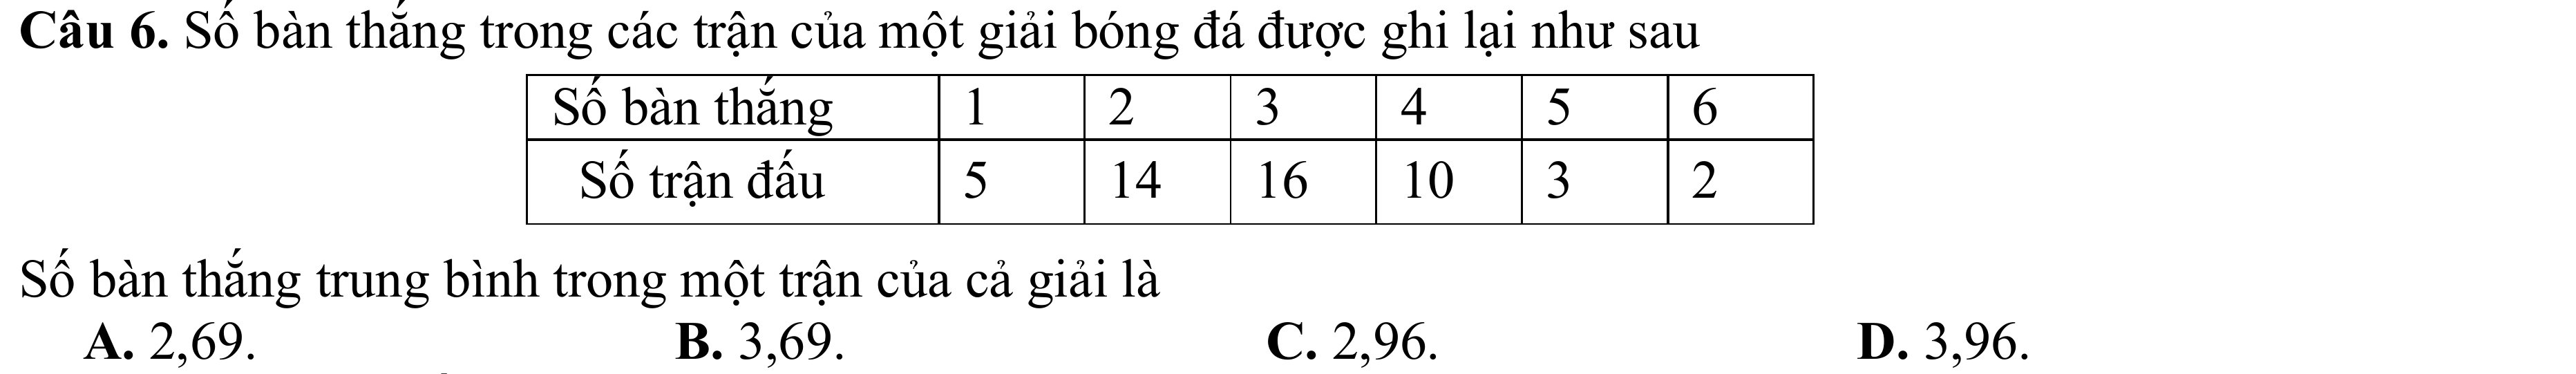 Câu 6. Số bàn thắng trong các trận của một giải bóng đá được ghi lại như sau
Số bàn thắng 1 2 3 4 5 6
Số trận đấu 5 14 16 10 3 2
Số bàn thắng trung bình trong một trận của cả giải là
A. 2,69. B. 3,69. C. 2,96. D. 3,96.